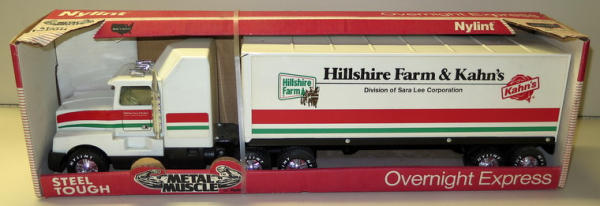 Nylint
Overnight Express
Nylint
Hillshire
Farm
Hillshire Farm & Kahn's
Division of Sara Lee Corporation
Kahn's
STEEL
TOUGH
METAL
MUSCLE
Overnight Express